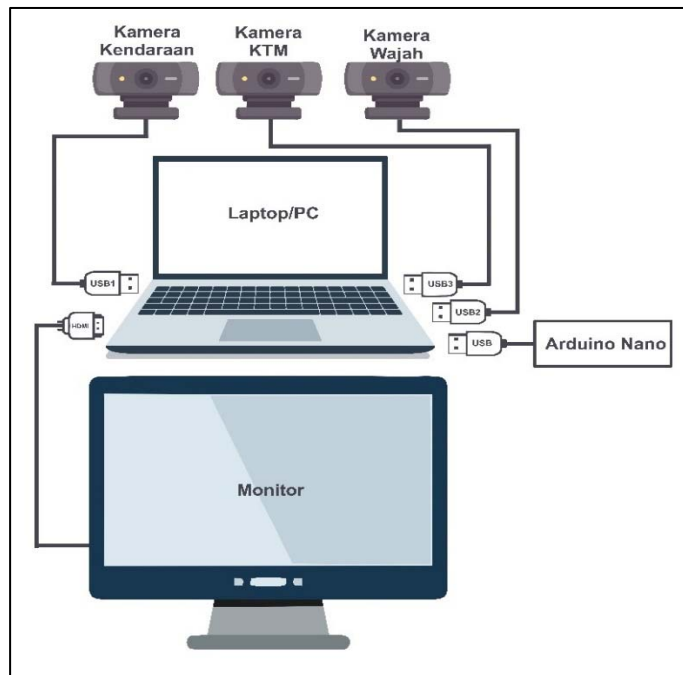 Kamera
Kendaraan
Kamera
KTM
Kamera
Wajah
Laptop/PC
USB1
USB3
USB2
HDMI
USB
Arduino Nano
Monitor